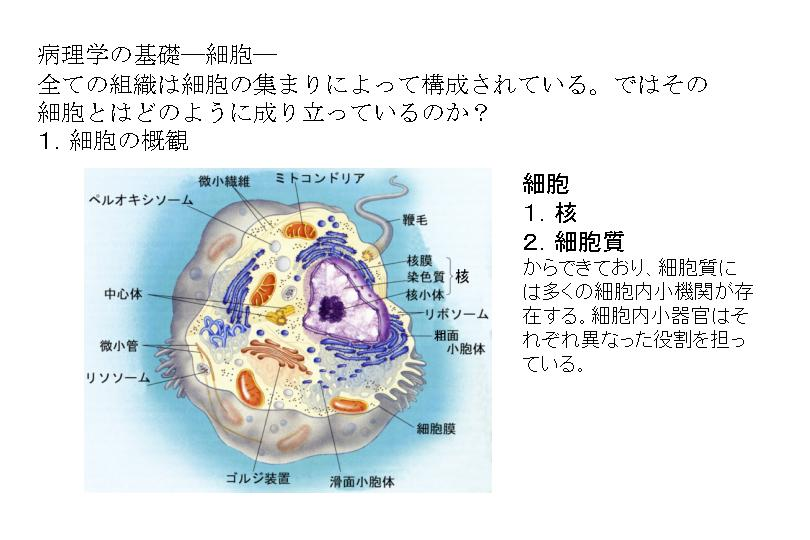 病理学の基礎―細胞―
全ての組織は細胞の集まりによって構成されている。ではその
細胞とはどのように成り立っているのか？
１．細胞の概観
微小繊維
ミトコンドリア
ペルオキシソーム
鞭毛
核膜
染色質
核
核小体
中心体
リボソーム
粗面
小胞体
微小管
リソソーム
細胞膜
ゴルジ装置
滑面小胞体
細胞
１．核
２．細胞質
からできており、細胞質に
は多くの細胞内小機関が存
在する。細胞内小器官はそ
れぞれ異なった役割を担っ
ている。